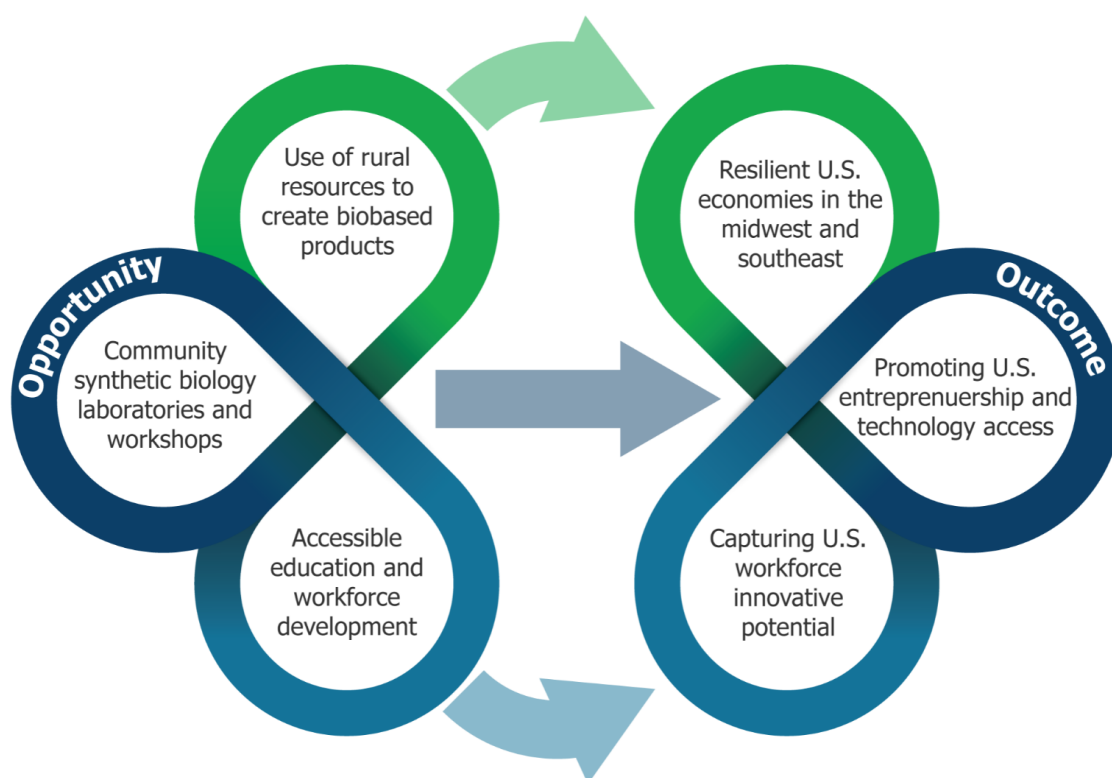 Opportunity
Use of rural
resources to
create biobased
products
Community
synthetic biology
laboratories and
workshops
Accessible
education and
workforce
development
Outcome
Resilient U.S.
economies in the
midwest and
southeast
Promoting U.S.
entreprenuership and
technology access
Capturing U.S.
workforce
innovative
potential